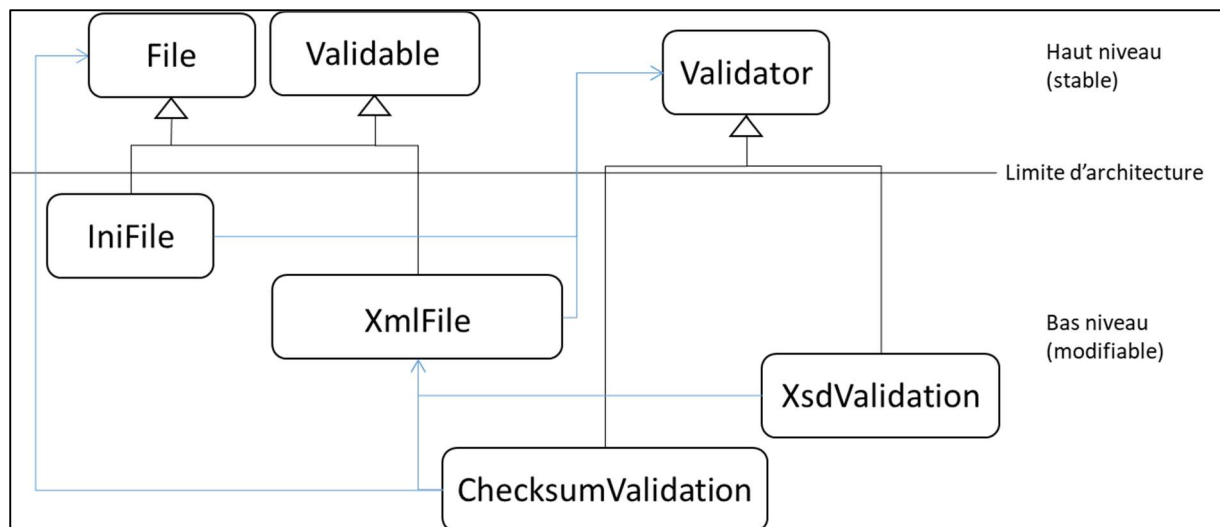 File
Validable
Validator
Haut niveau
(stable)
Limite d’architecture
IniFile
XmlFile
Bas niveau
(modifiable)
XsdValidation
ChecksumValidation